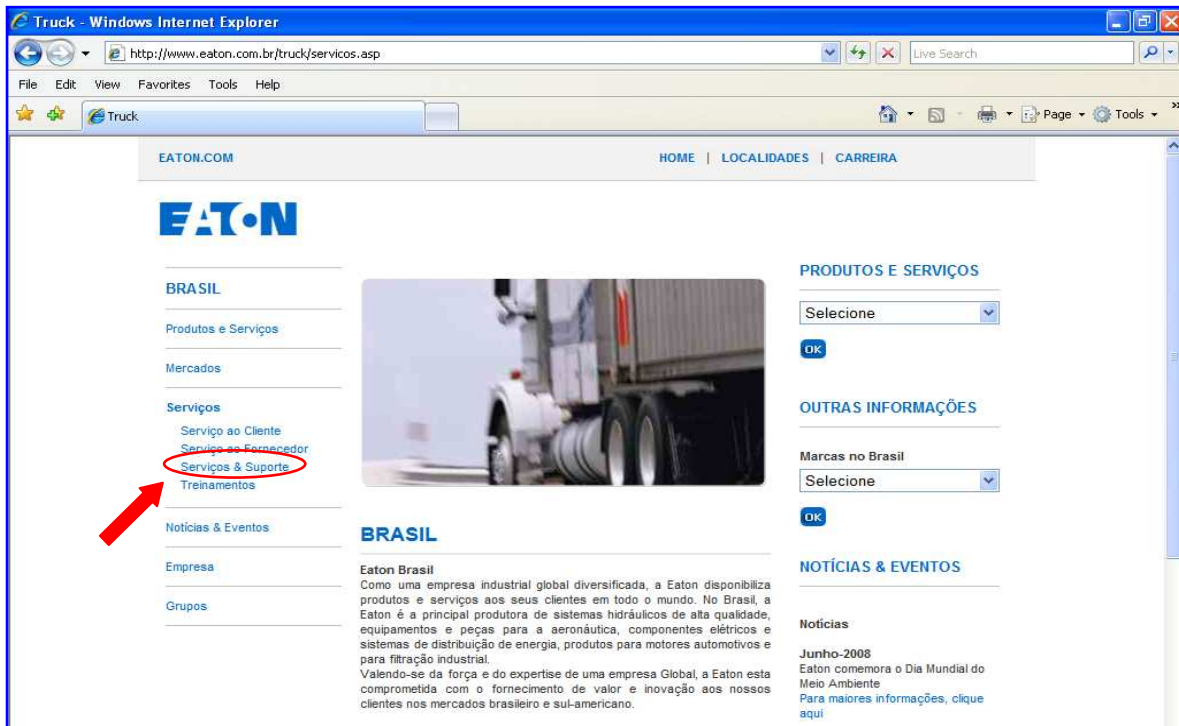 Truck - Windows Internet Explorer
http://www.eaton.com.br/truck/servicos.asp
Live Search
File Edit View Favorites Tools Help
Truck
Page Tools
EATON.COM
HOME | LOCALIDADES | CARREIRA
EATON
BRASIL
Produtos e Serviços
Mercados
Serviços
Serviço ao Cliente
Serviço ao Fornecedor
Serviços & Suporte
Treinamentos
Notícias & Eventos
Empresa
Grupos
BRASIL
Eaton Brasil
Como uma empresa industrial global diversificada, a Eaton disponibiliza
produtos e serviços aos seus clientes em todo o mundo. No Brasil, a
Eaton é a principal produtora de sistemas hidráulicos de alta qualidade,
equipamentos e peças para a aeronáutica, componentes elétricos e
sistemas de distribuição de energia, produtos para motores automotivos e
para filtração industrial.
Valendo-se da força e do expertise de uma empresa Global, a Eaton esta
comprometida com o fornecimento de valor e inovação aos nossos
clientes nos mercados brasileiro e sul-americano.
PRODUTOS E SERVIÇOS
Selecione
OK
OUTRAS INFORMAÇÕES
Marcas no Brasil
Selecione
OK
NOTÍCIAS & EVENTOS
Notícias
Junho-2008
Eaton comemora o Dia Mundial do
Meio Ambiente
Para maiores informações, clique
aqui